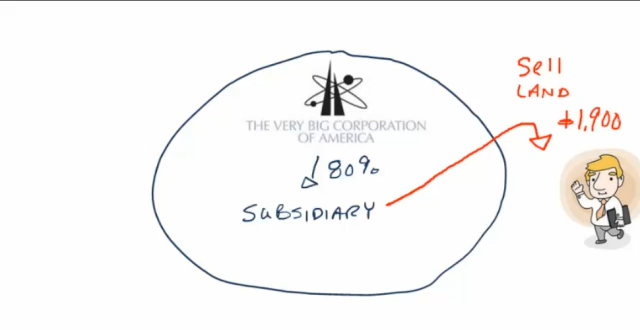 Sell
LAND
$1,900
THE VERY BIG CORPORATION
OF AMERICA
80%
SUBSIDIARY